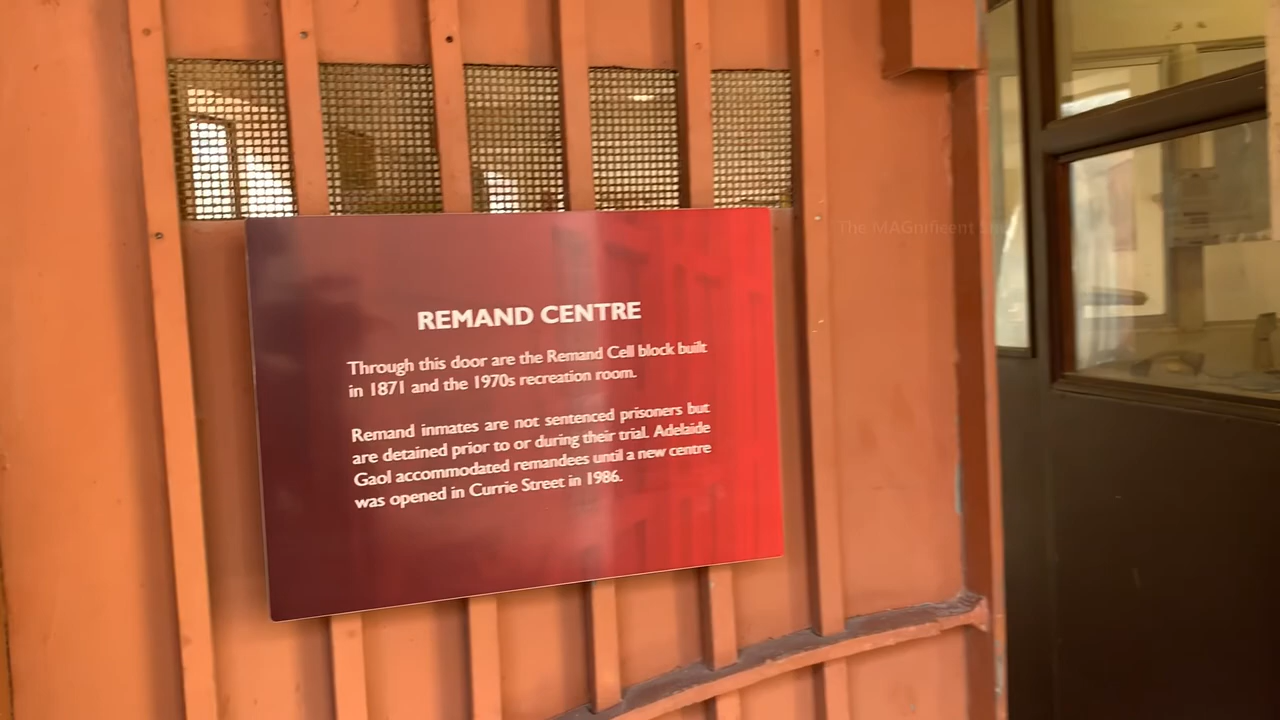 The MAGnificent
REMAND CENTRE
Through this door are the Remand Cell block built
in 1871 and the 1970s recreation room.
Remand inmates are not sentenced prisoners but
are detained prior to or during their trial. Adelaide
Gaol accommodated remandees until a new centre
was opened in Currie Street in 1986.